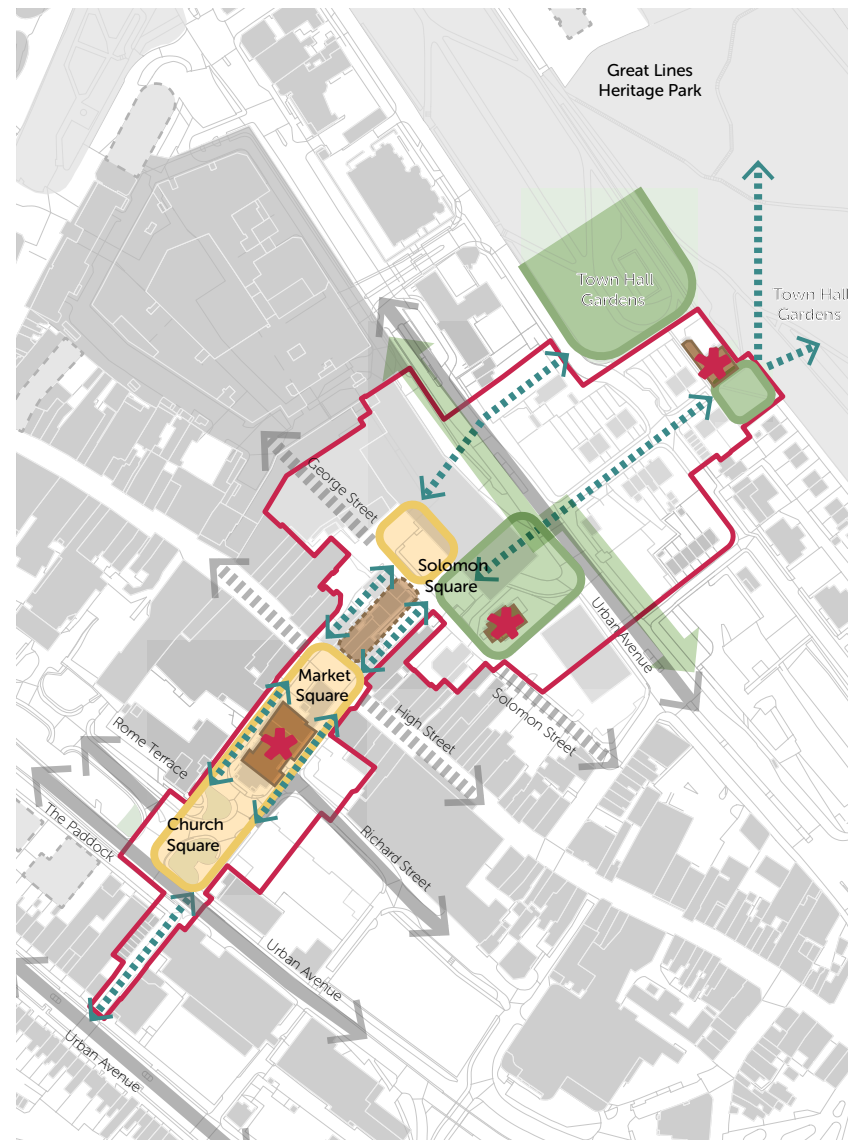 Great Lines
Heritage Park
Town Hall
Gardens
Town Hall
Gardens
George Street
Solomon
Square
Urban Avenue
Market
Square
Solomon Street
High Street
Rome Terrace
The Paddock
Church
Square
Richard Street
Urban Avenue
Urban Avenue